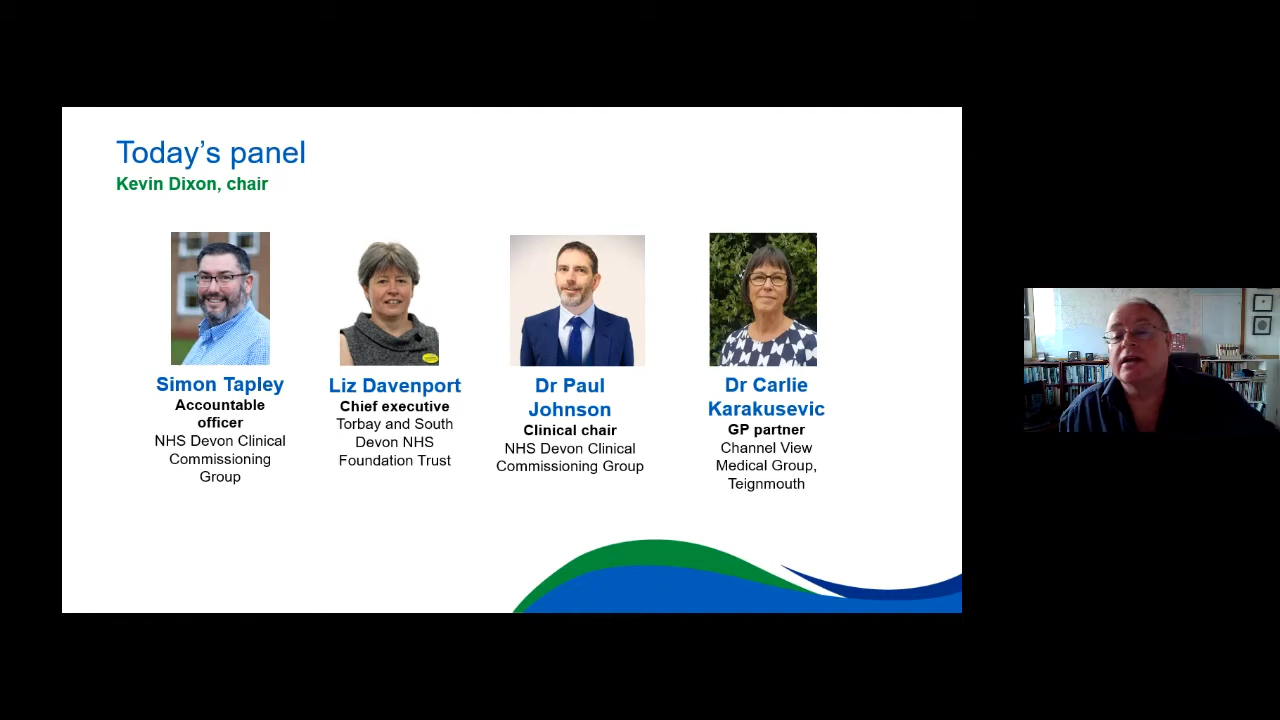 Today's panel
Kevin Dixon, chair
Simon Tapley
Accountable
officer
NHS Devon Clinical
Commissioning
Group
Liz Davenport
Chief executive
Torbay and South
Devon NHS
Foundation Trust
Dr Paul
Johnson
Clinical chair
NHS Devon Clinical
Commissioning Group
Dr Carlie
Karakusevic
GP partner
Channel View
Medical Group,
Teignmouth